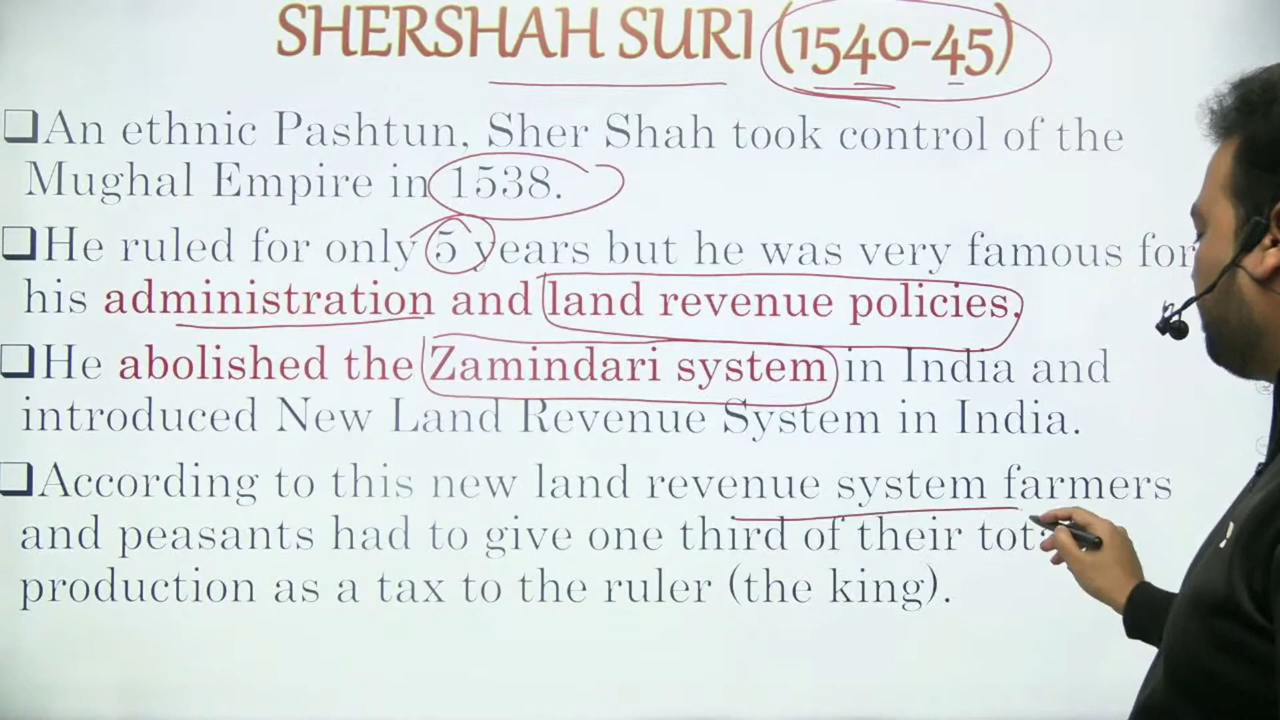 SHERSHAH SURI (1540-45)
❑An ethnic Pashtun, Sher Shah took control of the
Mughal Empire in 1538.
❑He ruled for only 5 years but he was very famous for
his administration and land revenue policies.
❑He abolished the Zamindari system in India and
introduced New Land Revenue System in India.
❑According to this new land revenue system farmers
and peasants had to give one third of their
production as a tax to the ruler (the king).